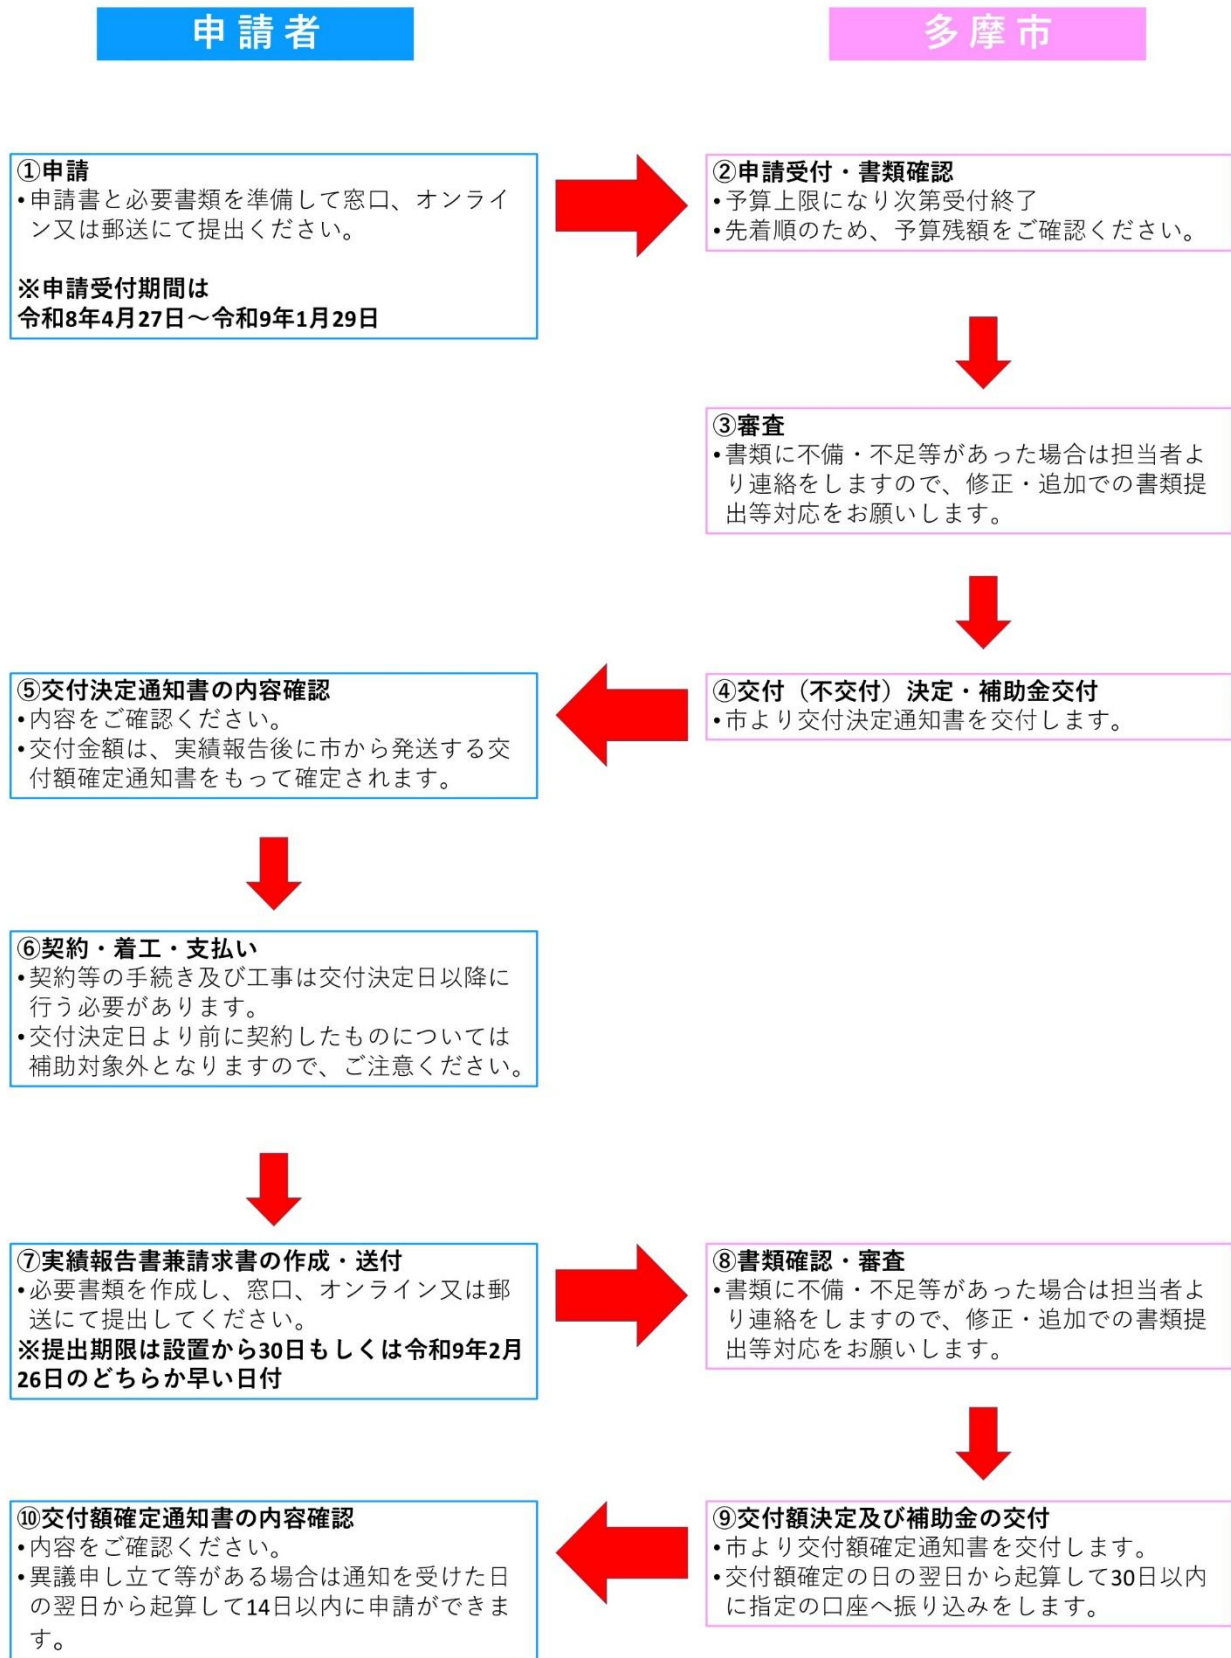 申請者
多摩市
①申請
•申請書と必要書類を準備して窓口、オンライ
ン又は郵送にて提出ください。
※申請受付期間は
令和8年4月27日～令和9年1月29日
②申請受付・書類確認
•予算上限になり次第受付終了
•先着順のため、予算残額をご確認ください。
③審査
•書類に不備・不足等があった場合は担当者よ
り連絡をしますので、修正・追加での書類提
出等対応をお願いします。
④交付（不交付）決定・補助金交付
•市より交付決定通知書を交付します。
⑤交付決定通知書の内容確認
•内容をご確認ください。
•交付金額は、実績報告後に市から発送する交
付額確定通知書をもって確定されます。
⑥契約・着工・支払い
•契約等の手続き及び工事は交付決定日以降に
行う必要があります。
•交付決定日より前に契約したものについては
補助対象外となりますので、ご注意ください。
⑦実績報告書兼請求書の作成・送付
•必要書類を作成し、窓口、オンライン又は郵
送にて提出してください。
※提出期限は設置から30日もしくは令和9年2月
26日のどちらか早い日付
⑧書類確認・審査
•書類に不備・不足等があった場合は担当者よ
り連絡をしますので、修正・追加での書類提
出等対応をお願いします。
⑨交付額決定及び補助金の交付
•市より交付額確定通知書を交付します。
•交付額確定の日の翌日から起算して30日以内
に指定の口座へ振り込みをします。
⑩交付額確定通知書の内容確認
•内容をご確認ください。
•異議申し立て等がある場合は通知を受けた日
の翌日から起算して14日以内に申請ができま
す。